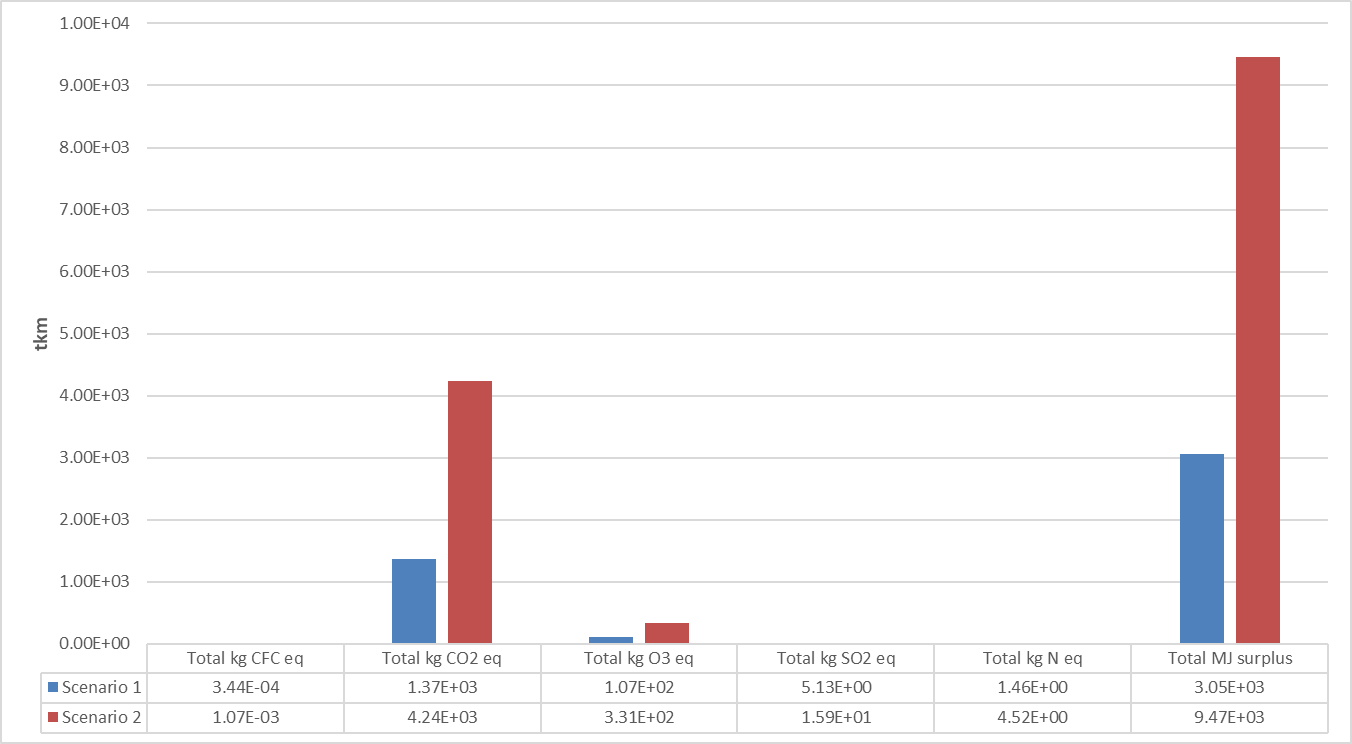 1.00E+04
9.00E+03
8.00E+03
7.00E+03
6.00E+03
5.00E+03
4.00E+03
3.00E+03
2.00E+03
1.00E+03
0.00E+00
tkm
Total kg CFC eq Total kg CO2 eq Total kg O3 eq Total kg SO2 eq Total kg N eq Total MJ surplus
Scenario 1 3.44E-04 1.37E+03 1.07E+02 5.13E+00 1.46E+00 3.05E+03
Scenario 2 1.07E-03 4.24E+03 3.31E+02 1.59E+01 4.52E+00 9.47E+03